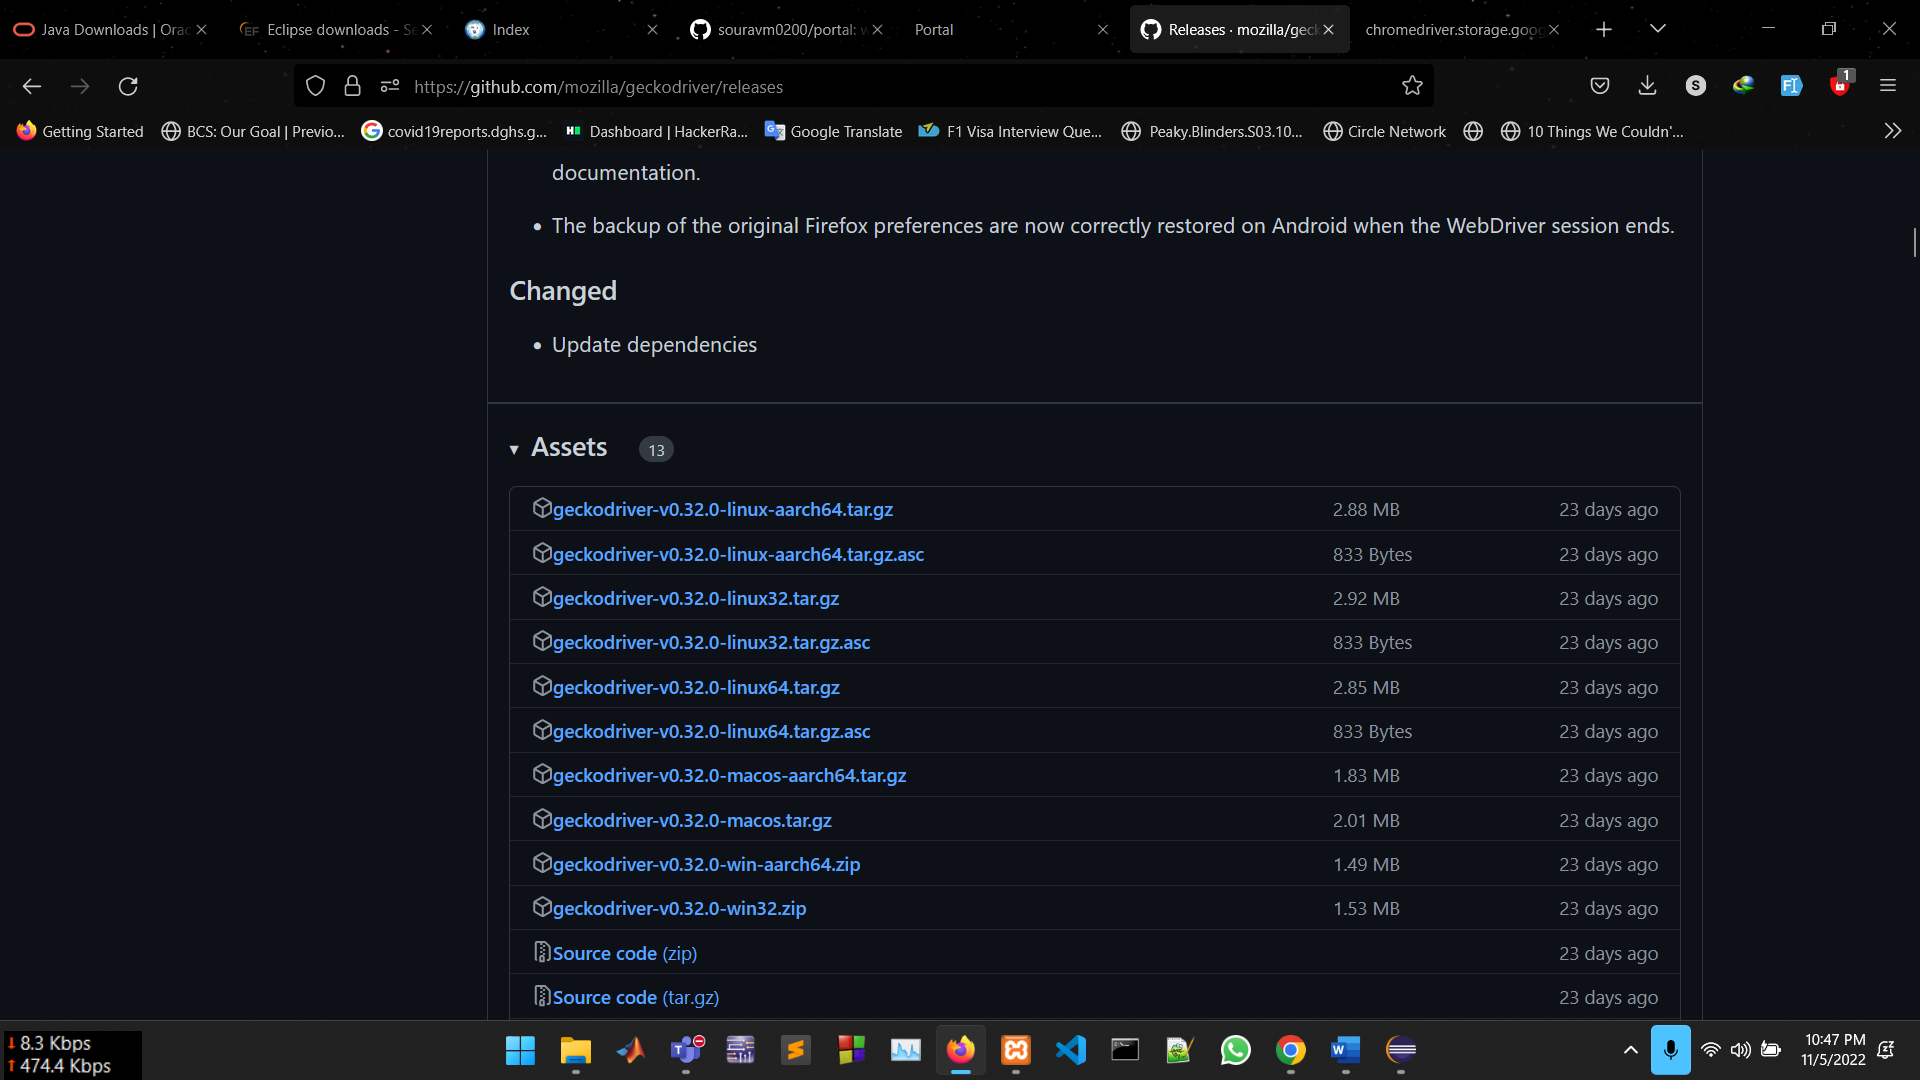 Java Downloads | Orac
Eclipse downloads - Se
Index
souravm0200/portal: w
Portal
Releases · mozilla/geck
chromedriver.storage.goog
https://github.com/mozilla/geckodriver/releases
S
1
Getting Started
BCS: Our Goal | Previo...
covid19reports.dghs.g...
Dashboard | HackerRa...
Google Translate
F1 Visa Interview Que...
Peaky.Blinders.S03.10...
Circle Network
10 Things We Couldn'...
documentation.
• The backup of the original Firefox preferences are now correctly restored on Android when the WebDriver session ends.
Changed
• Update dependencies
Assets 13
geckodriver-v0.32.0-linux-aarch64.tar.gz 2.88 MB 23 days ago
geckodriver-v0.32.0-linux-aarch64.tar.gz.asc 833 Bytes 23 days ago
geckodriver-v0.32.0-linux32.tar.gz 2.92 MB 23 days ago
geckodriver-v0.32.0-linux32.tar.gz.asc 833 Bytes 23 days ago
geckodriver-v0.32.0-linux64.tar.gz 2.85 MB 23 days ago
geckodriver-v0.32.0-linux64.tar.gz.asc 833 Bytes 23 days ago
geckodriver-v0.32.0-macos-aarch64.tar.gz 1.83 MB 23 days ago
geckodriver-v0.32.0-macos.tar.gz 2.01 MB 23 days ago
geckodriver-v0.32.0-win-aarch64.zip 1.49 MB 23 days ago
geckodriver-v0.32.0-win32.zip 1.53 MB 23 days ago
Source code (zip) 23 days ago
Source code (tar.gz) 23 days ago
8.3 Kbps
474.4 Kbps
10:47 PM
11/5/2022